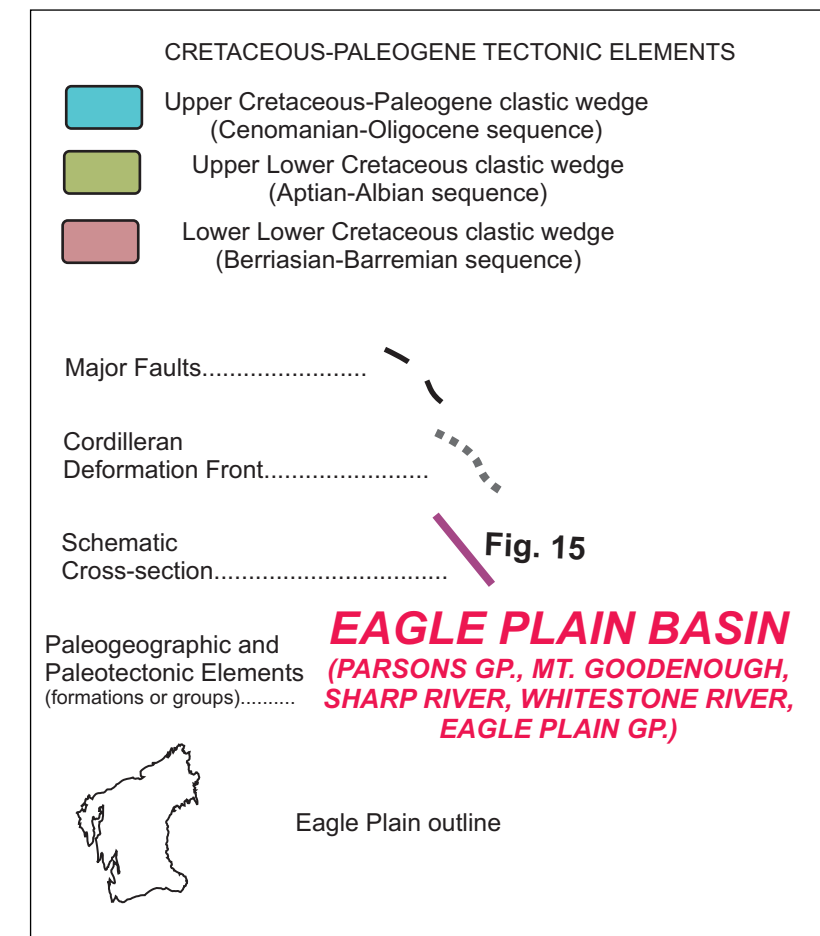 CRETACEOUS-PALEOGENE TECTONIC ELEMENTS
Upper Cretaceous-Paleogene clastic wedge
(Cenomanian-Oligocene sequence)
Upper Lower Cretaceous clastic wedge
(Aptian-Albian sequence)
Lower Lower Cretaceous clastic wedge
(Berriasian-Barremian sequence)
Major Faults........................
Cordilleran
Deformation Front........................
Schematic
Cross-section..................................
Fig. 15
Paleogeographic and
Paleotectonic Elements
(formations or groups)..........
EAGLE PLAIN BASIN
(PARSONS GP., MT. GOODENOUGH,
SHARP RIVER, WHITESTONE RIVER,
EAGLE PLAIN GP.)
Eagle Plain outline